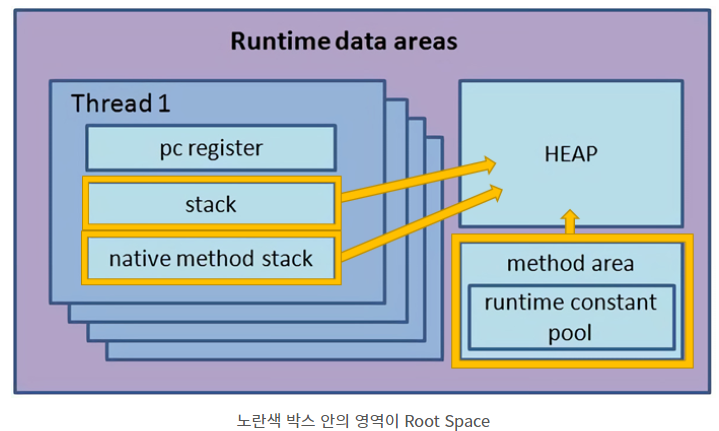 Runtime data areas
Thread 1
pc register
stack
native method stack
HEAP
method area
runtime constant
pool
노란색 박스 안의 영역이 Root Space